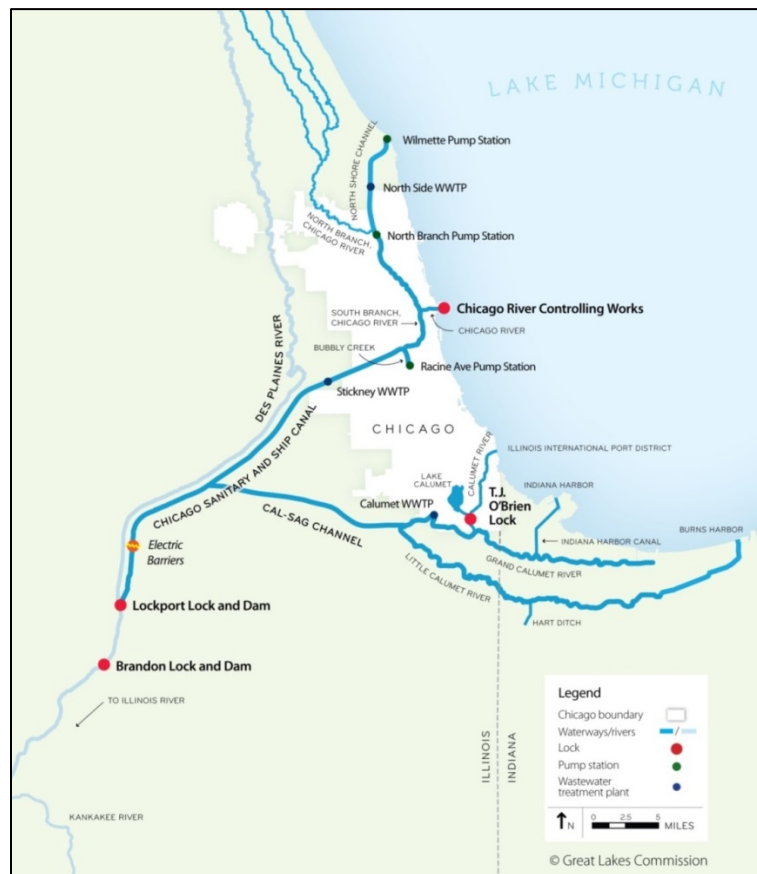 LAKE MICHIGAN
Wilmette Pump Station
NORTH SHORE CHANNEL
North Side WWTP
NORTH BRANCH,
CHICAGO RIVER
North Branch Pump Station
Chicago River Controlling Works
SOUTH BRANCH,
CHICAGO RIVER
CHICAGO RIVER
BUBBLY CREEK
Racine Ave Pump Station
DES PLAINES RIVER
Stickney WWTP
CHICAGO SANITARY AND SHIP CANAL
CHICAGO
ILLINOIS INTERNATIONAL PORT DISTRICT
CALUMET RIVER
LAKE
CALUMET
T.J.
O'BRIEN
Lock
INDIANA HARBOR
Calumet WWTP
BURNS HARBOR
CAL-SAG CHANNEL
INDIANA HARBOR CANAL
GRAND CALUMET RIVER
Electric
Barriers
LITTLE CALUMET RIVER
Lockport Lock and Dam
HART DITCH
Brandon Lock and Dam
TO ILLINOIS RIVER
ILLINOIS
INDIANA
KANKAKEE RIVER
Legend
Chicago boundary
Waterways/rivers /
Lock
Pump station
Wastewater
treatment plant
N
0 2.5 5
MILES
© Great Lakes Commission